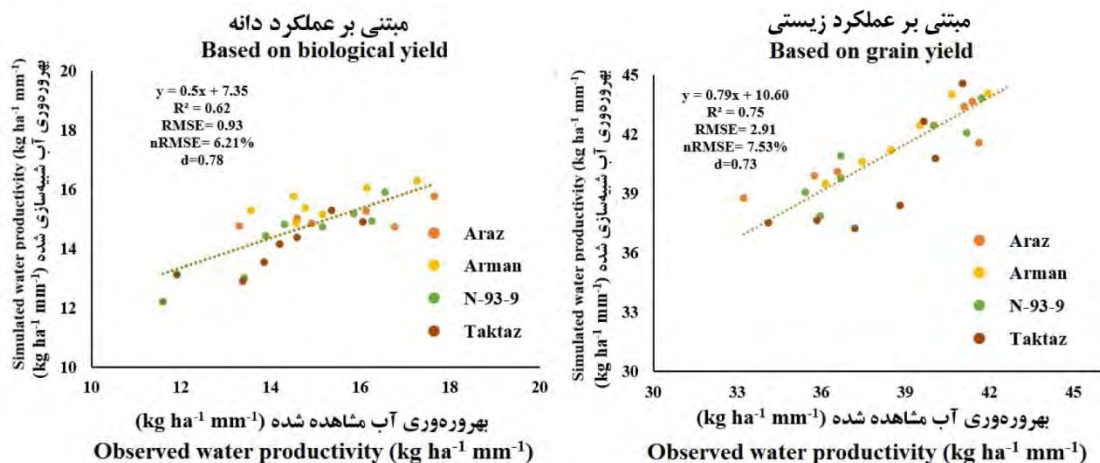 مبتنی بر عملکرد دانه
Based on biological yield
بهره‌وری آب شبیه‌سازی شده (kg ha⁻¹ mm⁻¹)
Simulated water productivity (kg ha⁻¹ mm⁻¹)
y = 0.5x + 7.35
R² = 0.62
RMSE= 0.93
nRMSE= 6.21%
d=0.78
20
18
16
14
12
10
Araz
Arman
N-93-9
Taktaz
10 12 14 16 18 20
بهره‌وری آب مشاهده شده (kg ha⁻¹ mm⁻¹)
Observed water productivity (kg ha⁻¹ mm⁻¹)
مبتنی بر عملکرد زیستی
Based on grain yield
بهره‌وری آب شبیه‌سازی شده (kg ha⁻¹ mm⁻¹)
Simulated water productivity (kg ha⁻¹ mm⁻¹)
y = 0.79x + 10.60
R² = 0.75
RMSE= 2.91
nRMSE= 7.53%
d=0.73
45
42
39
36
33
30
Araz
Arman
N-93-9
Taktaz
30 33 36 39 42 45
بهره‌وری آب مشاهده شده (kg ha⁻¹ mm⁻¹)
Observed water productivity (kg ha⁻¹ mm⁻¹)